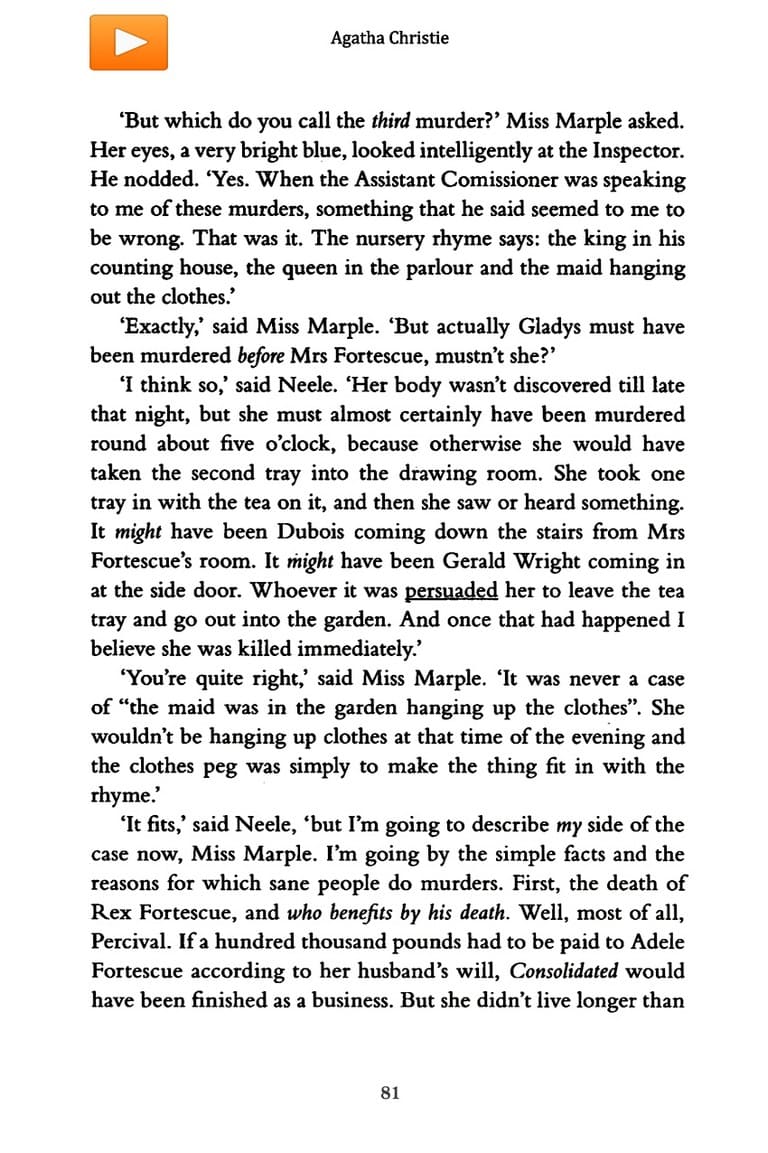 Agatha Christie
‘But which do you call the third murder?’ Miss Marple asked.
Her eyes, a very bright blue, looked intelligently at the Inspector.
He nodded. ‘Yes. When the Assistant Comissioner was speaking
to me of these murders, something that he said seemed to me to
be wrong. That was it. The nursery rhyme says: the king in his
counting house, the queen in the parlour and the maid hanging
out the clothes.’
‘Exactly,’ said Miss Marple. ‘But actually Gladys must have
been murdered before Mrs Fortescue, mustn’t she?’
‘I think so,’ said Neele. ‘Her body wasn’t discovered till late
that night, but she must almost certainly have been murdered
round about five o’clock, because otherwise she would have
taken the second tray into the drawing room. She took one
tray in with the tea on it, and then she saw or heard something.
It might have been Dubois coming down the stairs from Mrs
Fortescue’s room. It might have been Gerald Wright coming in
at the side door. Whoever it was persuaded her to leave the tea
tray and go out into the garden. And once that had happened I
believe she was killed immediately.’
‘You’re quite right,’ said Miss Marple. ‘It was never a case
of “the maid was in the garden hanging up the clothes”. She
wouldn’t be hanging up clothes at that time of the evening and
the clothes peg was simply to make the thing fit in with the
rhyme.’
‘It fits,’ said Neele, ‘but I’m going to describe my side of the
case now, Miss Marple. I’m going by the simple facts and the
reasons for which sane people do murders. First, the death of
Rex Fortescue, and who benefits by his death. Well, most of all,
Percival. If a hundred thousand pounds had to be paid to Adele
Fortescue according to her husband’s will, Consolidated would
have been finished as a business. But she didn’t live longer than
81